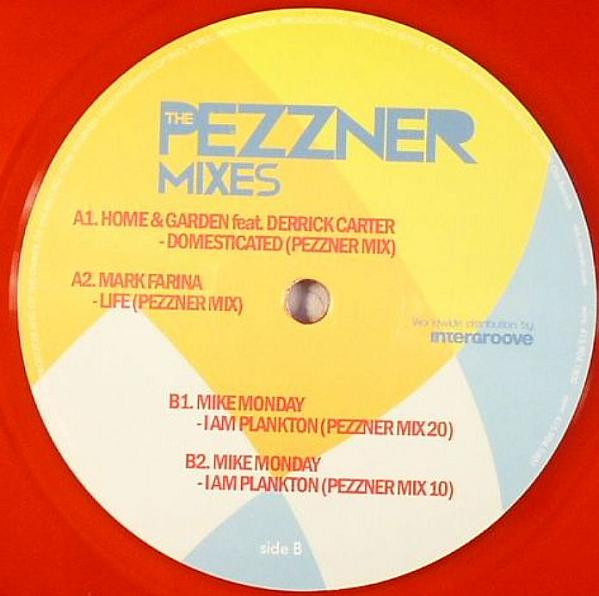 THE PEZZNER
MIXES
A1. HOME & GARDEN feat. DERRICK CARTER
- DOMESTICATED (PEZZNER MIX)
A2. MARK FARINA
- LIFE (PEZZNER MIX)
Worldwide distribution by
intergroove
B1. MIKE MONDAY
- I AM PLANKTON (PEZZNER MIX 20)
B2. MIKE MONDAY
- I AM PLANKTON (PEZZNER MIX 10)
side B